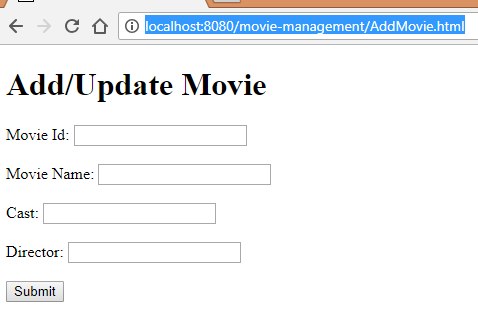 localhost:8080/movie-management/AddMovie.html
Add/Update Movie
Movie Id:
Movie Name:
Cast:
Director:
Submit